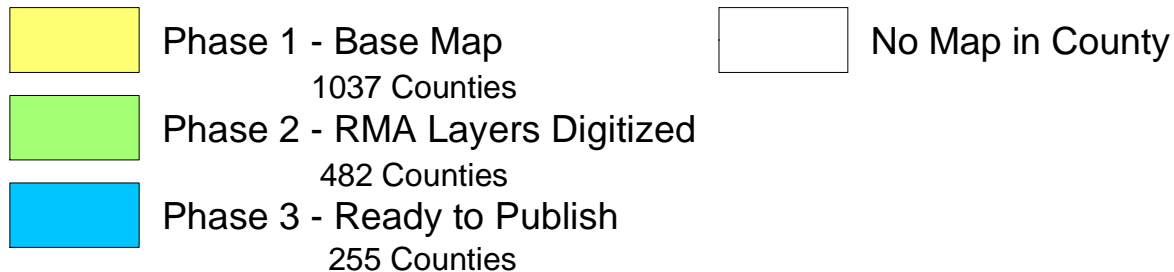 Phase 1 - Base Map
1037 Counties
Phase 2 - RMA Layers Digitized
482 Counties
Phase 3 - Ready to Publish
255 Counties
No Map in County